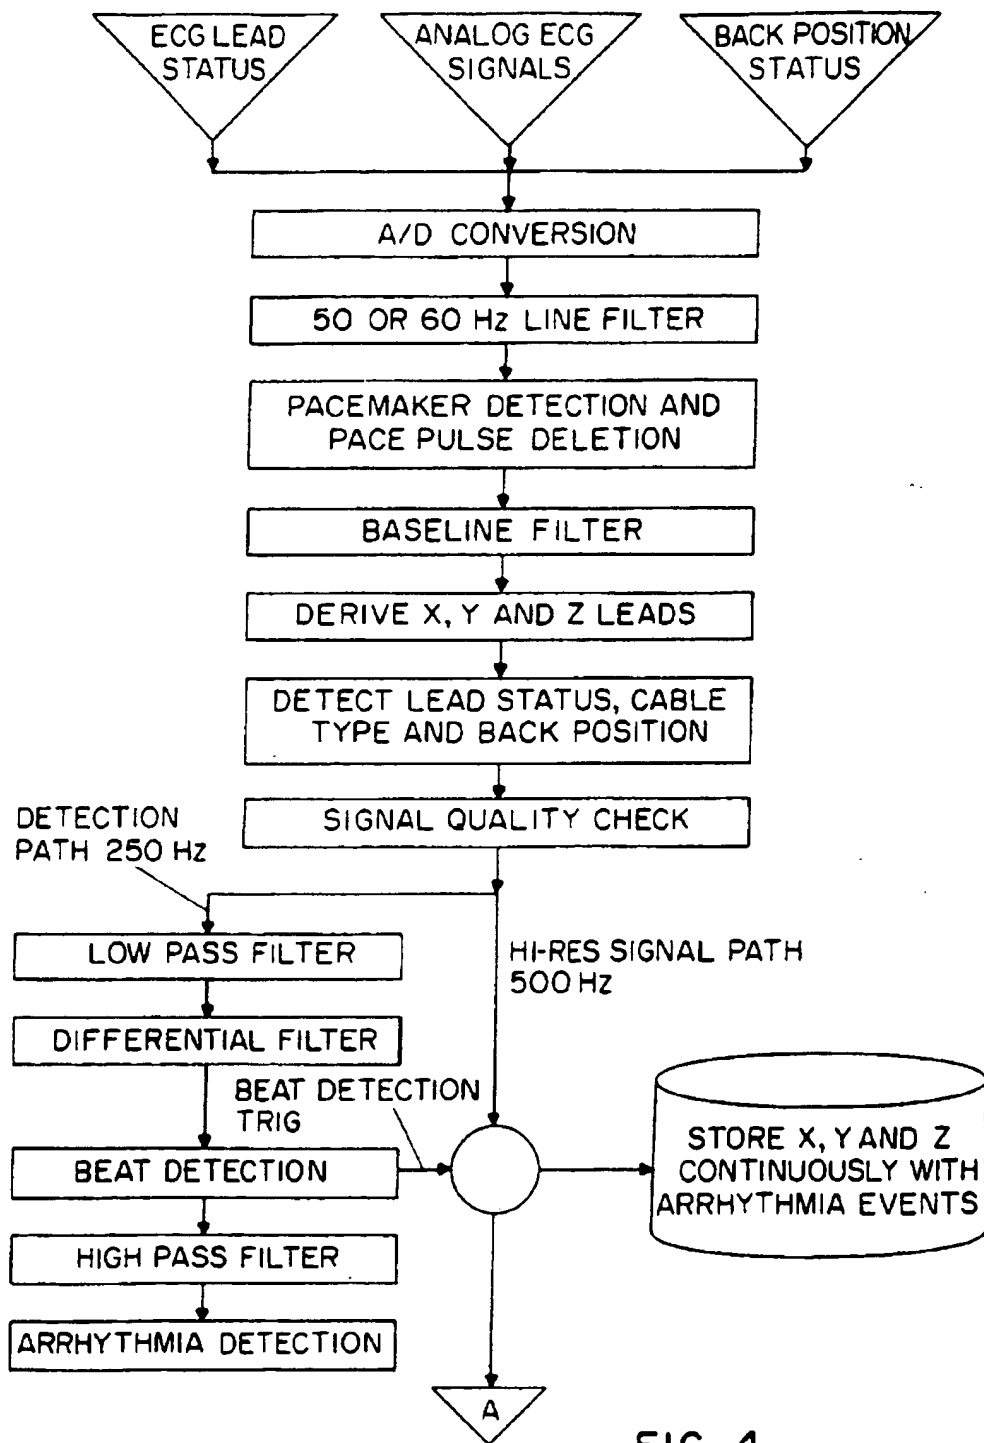 ECG LEAD
STATUS
ANALOG ECG
SIGNALS
BACK POSITION
STATUS
A/D CONVERSION
50 OR 60 Hz LINE FILTER
PACEMAKER DETECTION AND
PACE PULSE DELETION
BASELINE FILTER
DERIVE X, Y AND Z LEADS
DETECT LEAD STATUS, CABLE
TYPE AND BACK POSITION
SIGNAL QUALITY CHECK
DETECTION
PATH 250 Hz
LOW PASS FILTER
HI-RES SIGNAL PATH
500 Hz
DIFFERENTIAL FILTER
BEAT DETECTION
TRIG
BEAT DETECTION
STORE X, Y AND Z
CONTINUOUSLY WITH
ARRHYTHMIA EVENTS
HIGH PASS FILTER
ARRHYTHMIA DETECTION
A